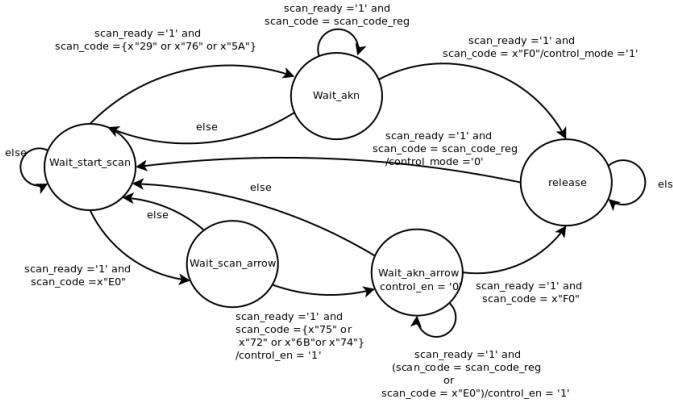 scan_ready ='1' and
scan_code = scan_code_reg
scan_ready ='1' and
scan_code ={x"29" or x"76" or x"5A"}
scan_ready ='1' and
scan_code = x"F0"/control_mode ='1'
Wait_akn
else
scan_ready ='1' and
scan_code = scan_code_reg
/control_mode ='0'
else
Wait_start_scan
release
els
else
else
Wait_scan_arrow
Wait_akn_arrow
control_en = '0'
scan_ready ='1' and
scan_code =x"E0"
scan_ready ='1' and
scan_code = x"F0"
scan_ready ='1' and
scan_code ={x"75" or
x"72" or x"6B"or x"74"}
/control_en = '1'
scan_ready ='1' and
(scan_code = scan_code_reg
or
scan_code = x"E0")/control_en = '1'